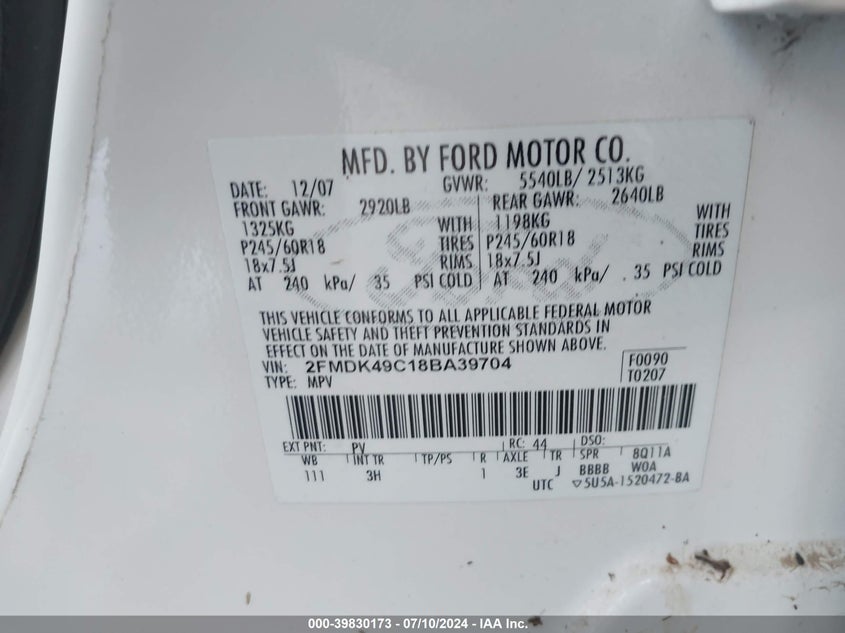 MFD. BY FORD MOTOR CO.
DATE: 12/07 GVWR: 5540LB/ 2513KG
FRONT GAWR: 2920LB REAR GAWR: 2640LB
1325KG WITH 1198KG WITH
P245/60R18 TIRES P245/60R18 TIRES
18x7.5J RIMS 18x7.5J RIMS
AT 240 kPa/ 35 PSI COLD AT 240 kPa/ . 35 PSI COLD
THIS VEHICLE CONFORMS TO ALL APPLICABLE FEDERAL MOTOR
VEHICLE SAFETY AND THEFT PREVENTION STANDARDS IN
EFFECT ON THE DATE OF MANUFACTURE SHOWN ABOVE.
VIN: 2FMDK49C18BA39704 F0090
TYPE: MPV T0207
EXT PNT: PV RC: 44 DSO:
WB INT TR TP/PS R AXLE TR SPR 8Q11A
111 3H 1 3E J BBBB W0A
UTC ▽5U5A-1520472-BA
000-39830173 - 07/10/2024 - IAA Inc.